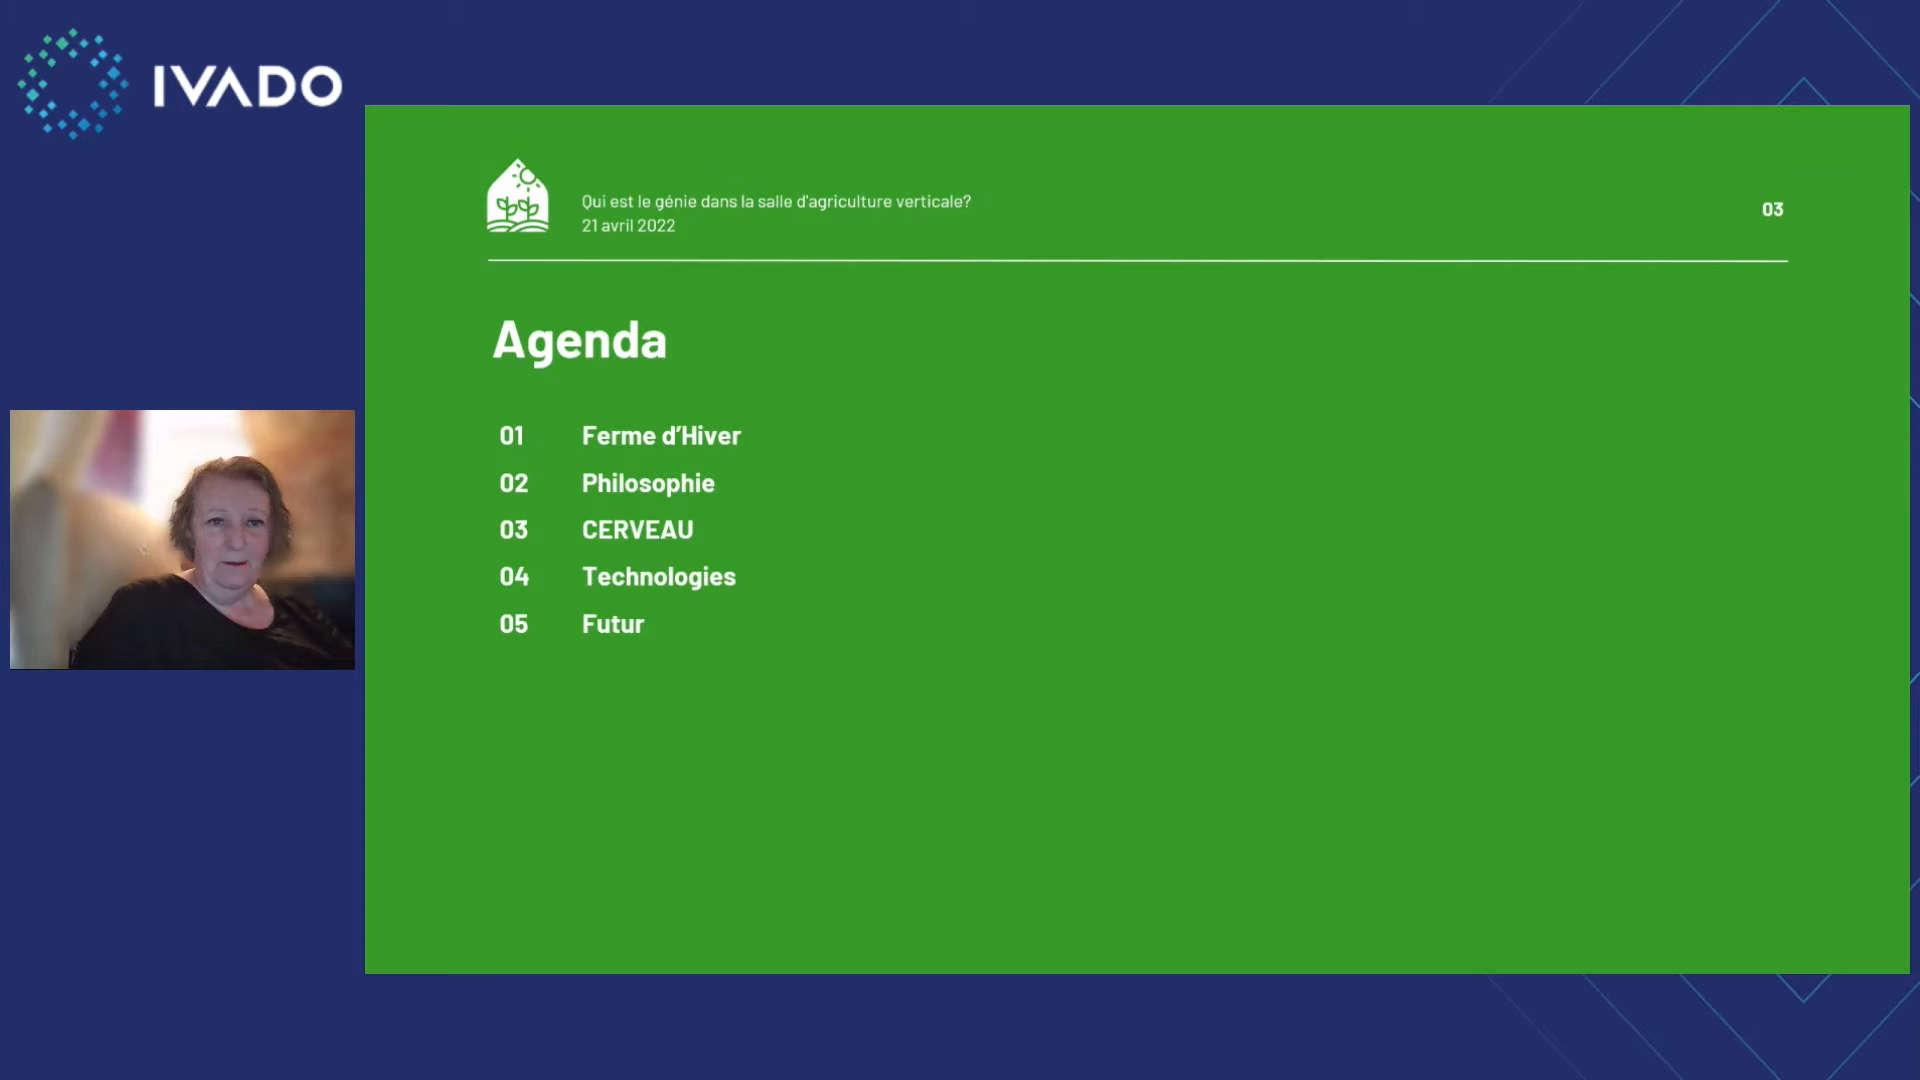 IVADO
Qui est le génie dans la salle d'agriculture verticale?
21 avril 2022
03
Agenda
01 Ferme d’Hiver
02 Philosophie
03 CERVEAU
04 Technologies
05 Futur